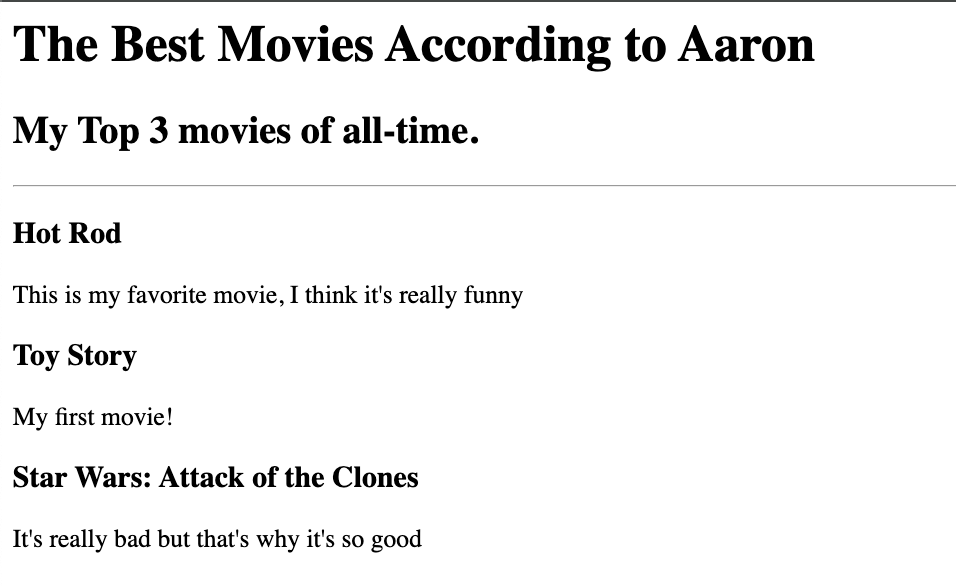 The Best Movies According to Aaron
My Top 3 movies of all-time.
Hot Rod
This is my favorite movie, I think it's really funny
Toy Story
My first movie!
Star Wars: Attack of the Clones
It's really bad but that's why it's so good